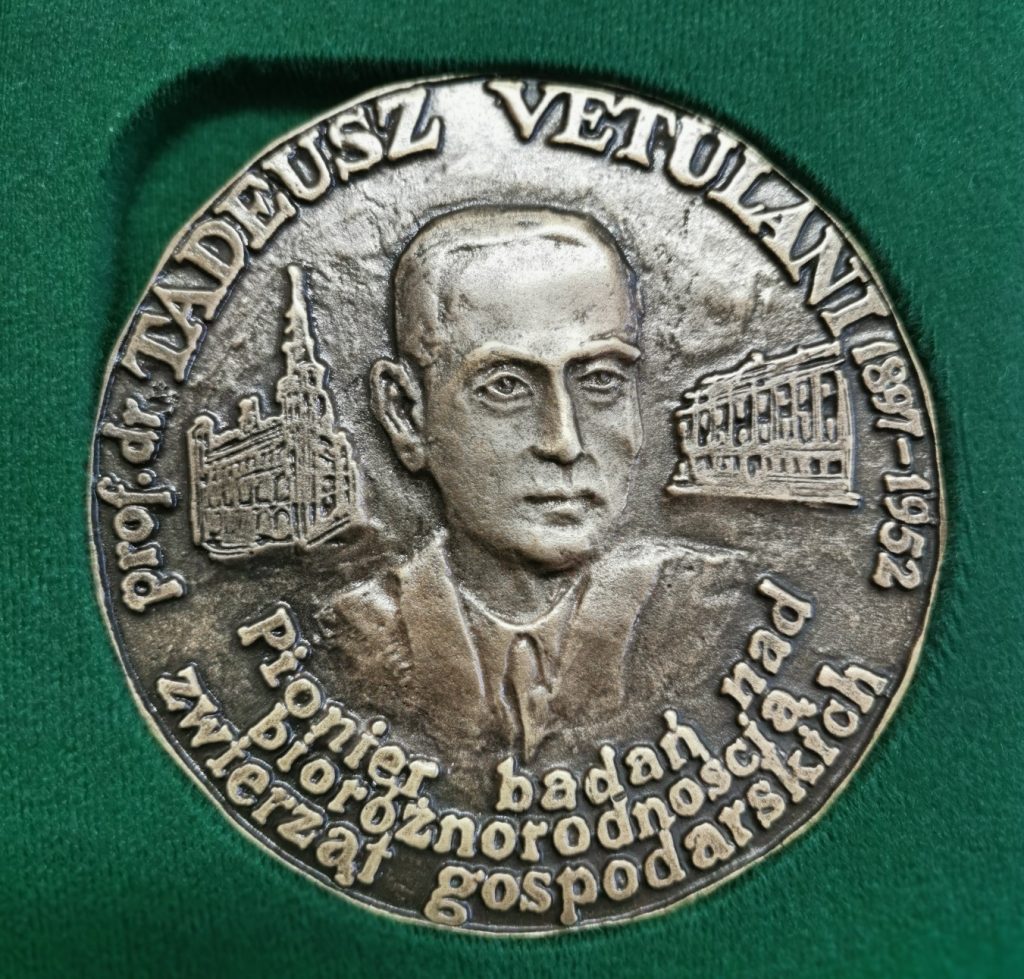 prof. dr. TADEUSZ VETULANI 1897-1952
Pionier badań nad
bioróżnorodnością
zwierząt gospodarskich